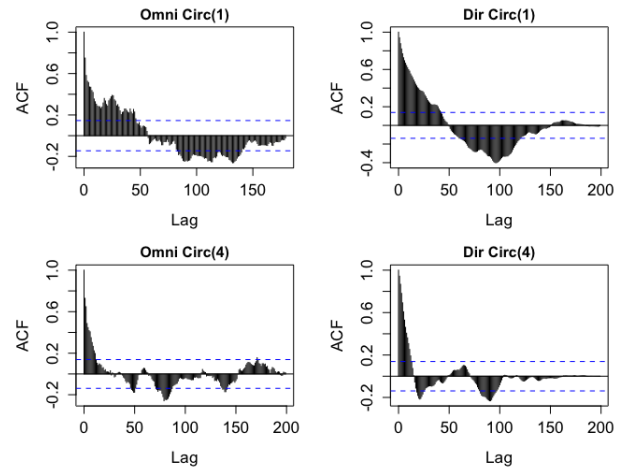 Omni Circ(1)
ACF
-0.2 0.2 0.6 1.0
0 50 100 150
Lag
Dir Circ(1)
ACF
-0.4 0.2 0.6 1.0
0 50 100 150 200
Lag
Omni Circ(4)
ACF
-0.2 0.2 0.6 1.0
0 50 100 150 200
Lag
Dir Circ(4)
ACF
-0.2 0.2 0.6 1.0
0 50 100 150 200
Lag